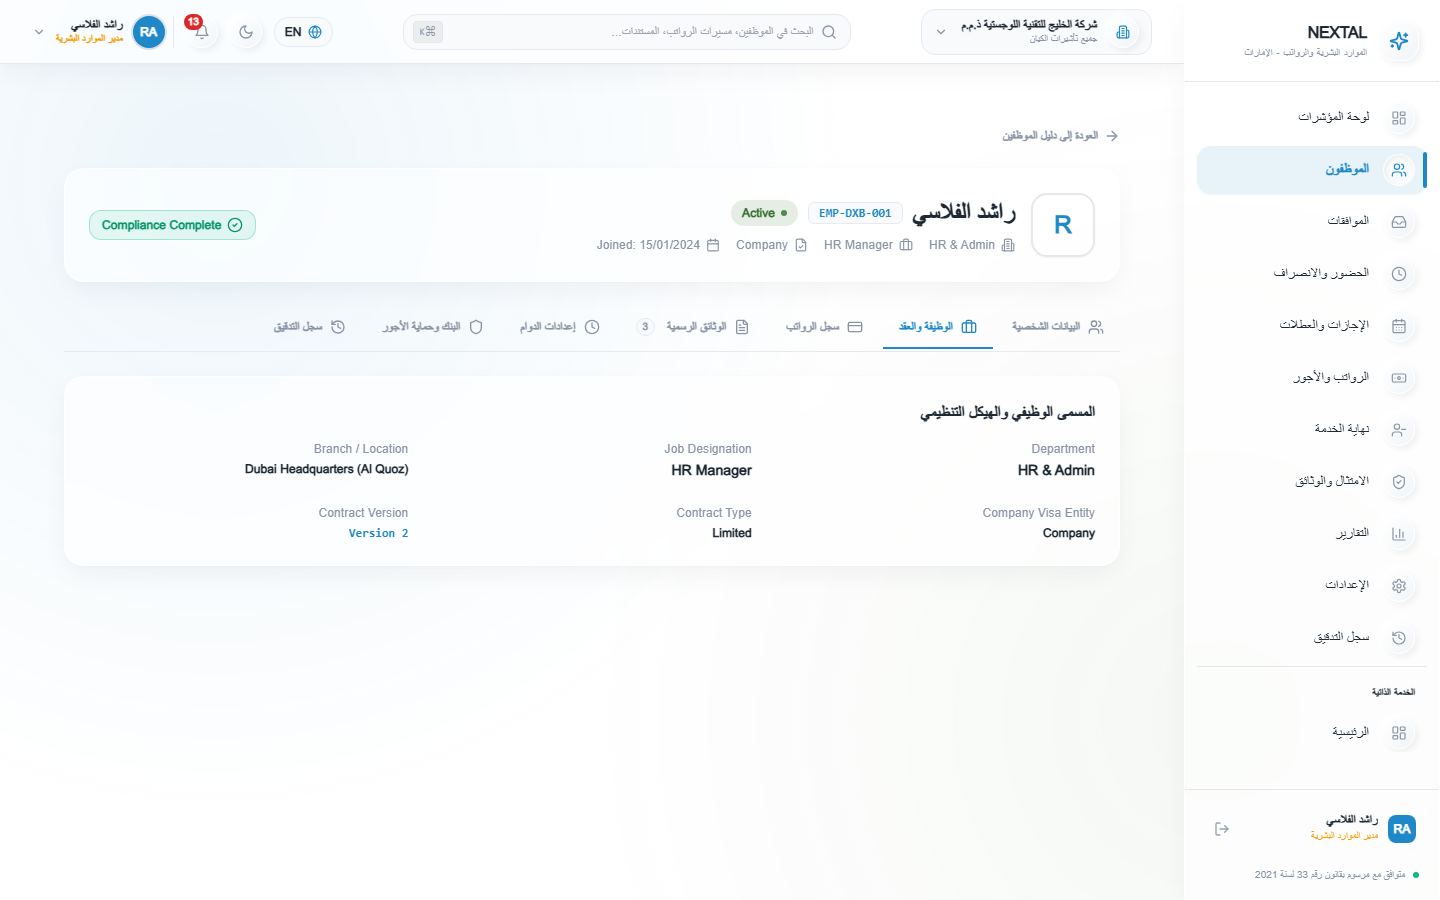 NEXTAL
الموارد البشرية والرواتب - الإمارات
شركة الخليج للتقنية اللوجستية ذ.م.م
جميع تأشيرات الكيان
البحث في الموظفين، مسيرات الرواتب، المستندات...
⌘K
EN
13
RA
راشد الفلاسي
مدير الموارد البشرية
لوحة المؤشرات
الموظفون
الموافقات
الحضور والانصراف
الإجازات والعطلات
الرواتب والأجور
نهاية الخدمة
الامتثال والوثائق
التقارير
الإعدادات
سجل التدقيق
الخدمة الذاتية
الرئيسية
RA
راشد الفلاسي
مدير الموارد البشرية
متوافق مع مرسوم بقانون رقم 33 لسنة 2021
العودة إلى دليل الموظفين
R
راشد الفلاسي
EMP-DXB-001
Active
HR & Admin
HR Manager
Company
Joined: 15/01/2024
Compliance Complete
البيانات الشخصية
الوظيفة والعقد
سجل الرواتب
الوثائق الرسمية 3
إعدادات الدوام
البنك وحماية الأجور
سجل التدقيق
المسمى الوظيفي والهيكل التنظيمي
Department
HR & Admin
Job Designation
HR Manager
Branch / Location
Dubai Headquarters (Al Quoz)
Company Visa Entity
Company
Contract Type
Limited
Contract Version
Version 2